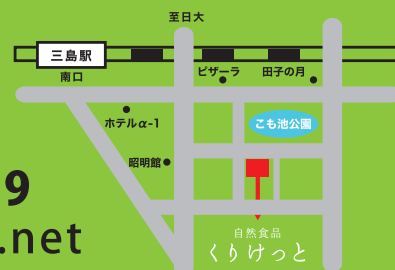 至日大
三島駅
南口
ピザーラ
田子の月
ホテルα-1
こも池公園
昭明館
9
.net
自然食品
くりけっと